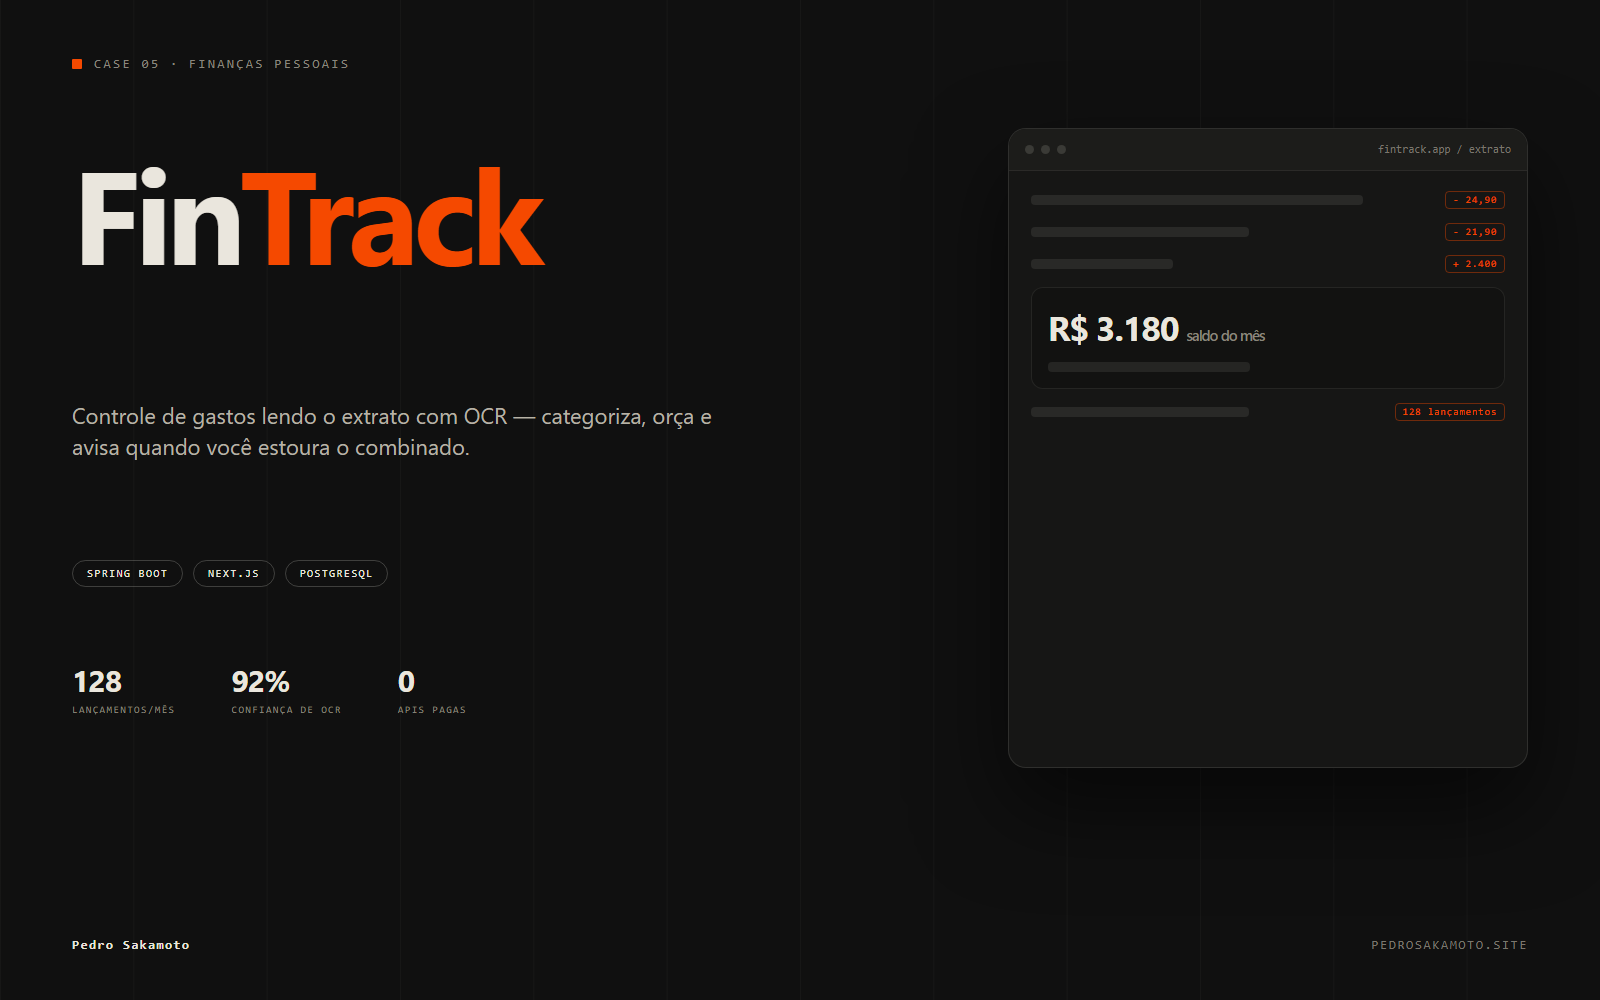 CASE 05 · FINANÇAS PESSOAIS
FinTrack
Controle de gastos lendo o extrato com OCR — categoriza, orça e
avisa quando você estoura o combinado.
SPRING BOOT
NEXT.JS
POSTGRESQL
128
LANÇAMENTOS/MÊS
92%
CONFIANÇA DE OCR
0
APIS PAGAS
fintrack.app / extrato
- 24,90
- 21,90
+ 2.400
R$ 3.180 saldo do mês
128 lançamentos
Pedro Sakamoto
PEDROSAKAMOTO.SITE